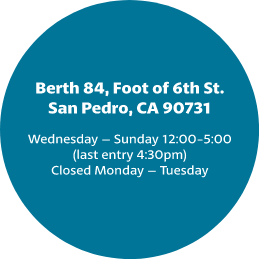 Berth 84, Foot of 6th St.
San Pedro, CA 90731
Wednesday – Sunday 12:00–5:00
(last entry 4:30pm)
Closed Monday – Tuesday